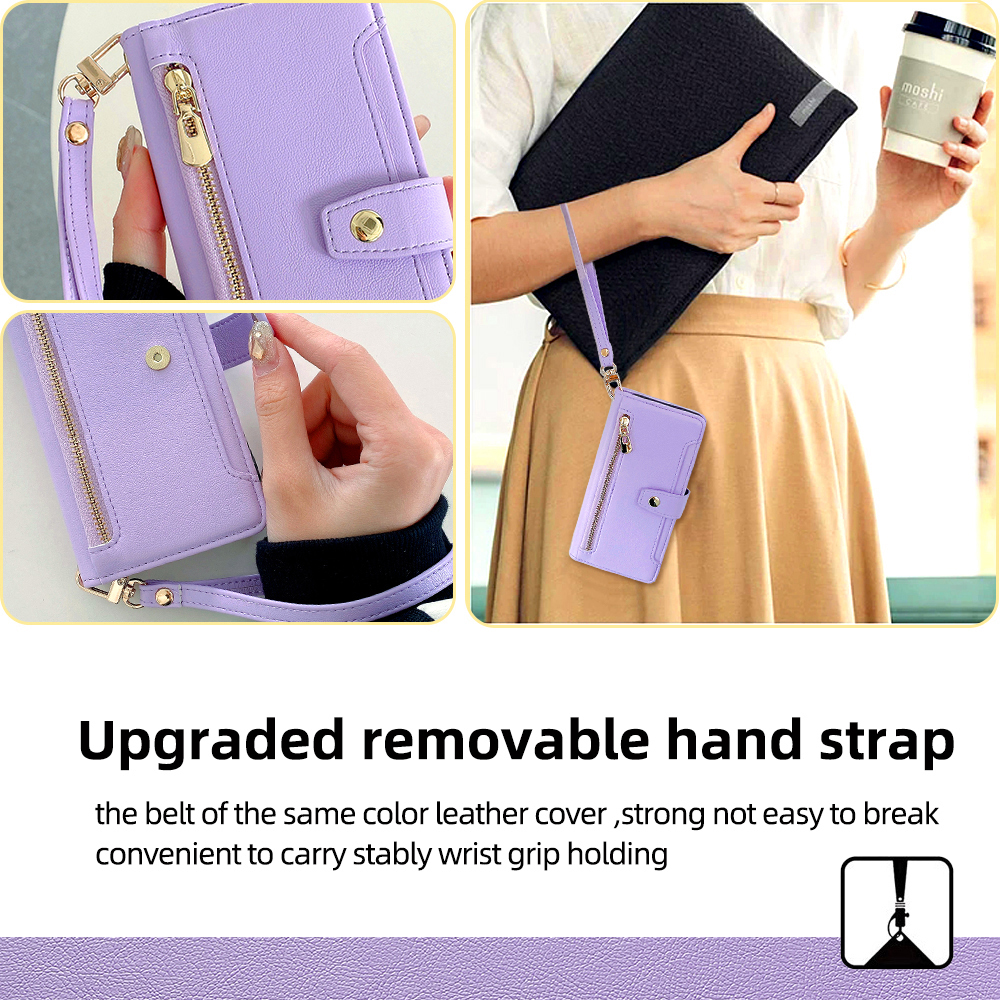 moshi
CAFE
Upgraded removable hand strap
the belt of the same color leather cover ,strong not easy to break
convenient to carry stably wrist grip holding